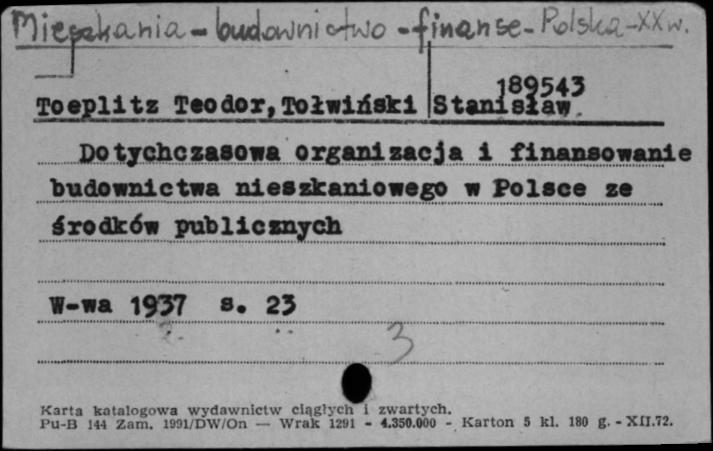 Mieszkania - budownictwo - finanse - Polska - XX w.
189543
Toeplitz Teodor, Tołwiński Stanisław.
Dotychczasowa organizacja i finansowanie
budownictwa nieszkaniowego w Polsce ze
środków publicznych
W-wa 1937 s. 23
3
Karta katalogowa wydawnictw ciągłych i zwartych.
Pu-B 144 Zam. 1991/DW/On — Wrak 1291 - 4.350.000 - Karton 5 kl. 180 g. - XII.72.